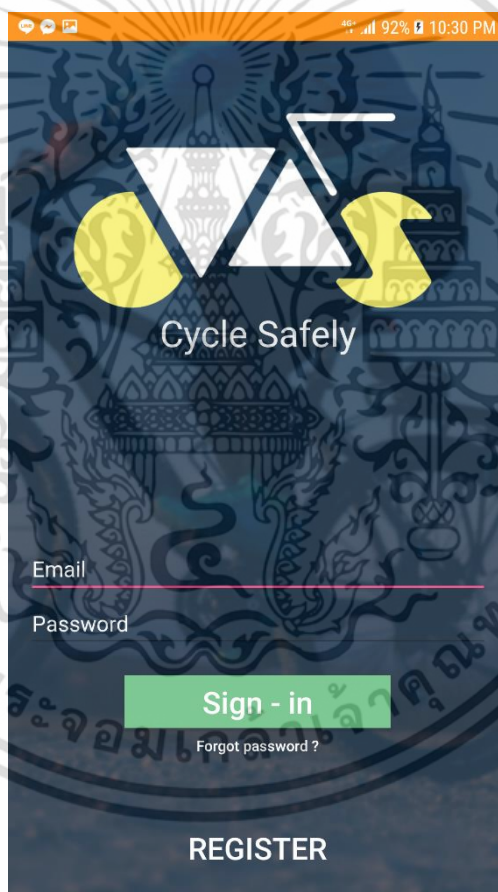 4G+ 92% 10:30 PM
Cycle Safely
Email
Password
Sign - in
Forgot password ?
REGISTER